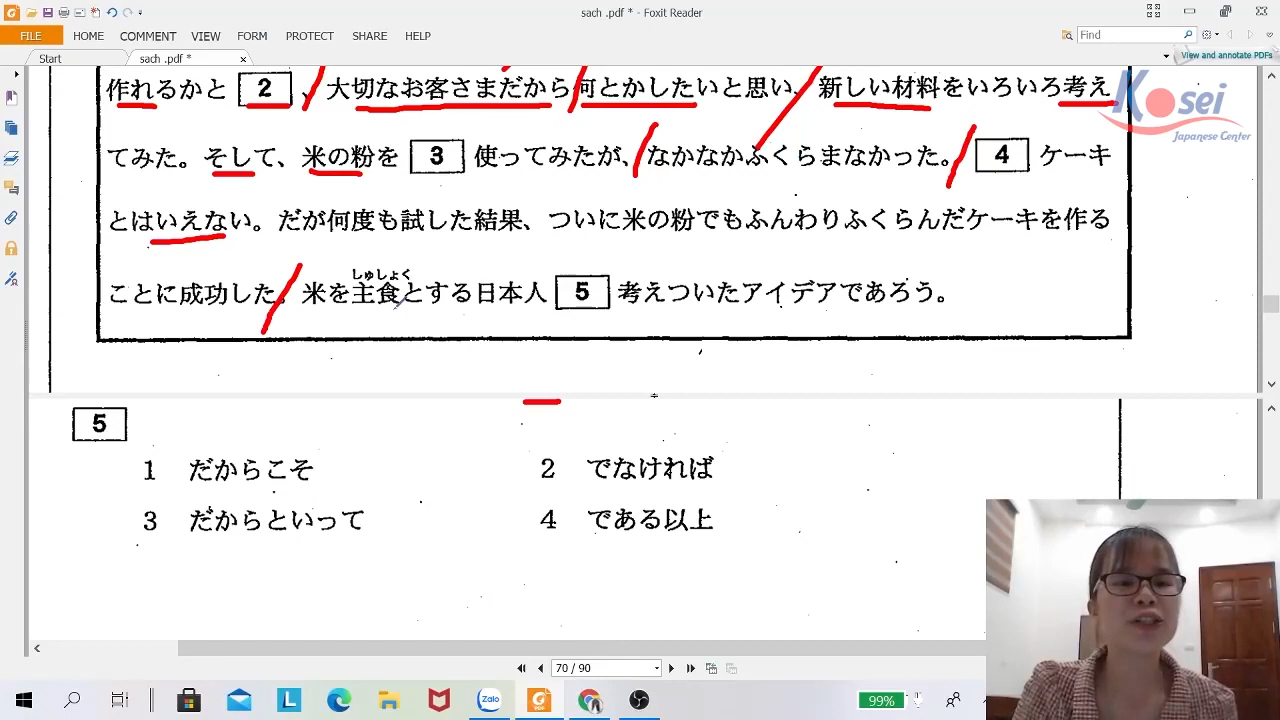 sach .pdf * - Foxit Reader
FILE HOME COMMENT VIEW FORM PROTECT SHARE HELP
Find
Start sach .pdf *
View and annotate PDFs
作れるかと 2 、大切なお客さまだから何とかしたいと思い、新しい材料をいろいろ考え
Kosei
Japanese Center
てみた。そして、米の粉を 3 使ってみたが、なかなかふくらまなかった。 4 ケーキ
とはいえない。だが何度も試した結果、ついに米の粉でもふんわりふくらんだケーキを作る
しゅしょく
ことに成功した。米を主食とする日本人 5 考えついたアイデアであろう。
5
1 だからこそ 2 でなければ
3 だからといって 4 である以上
70 / 90
L Zalo 99%